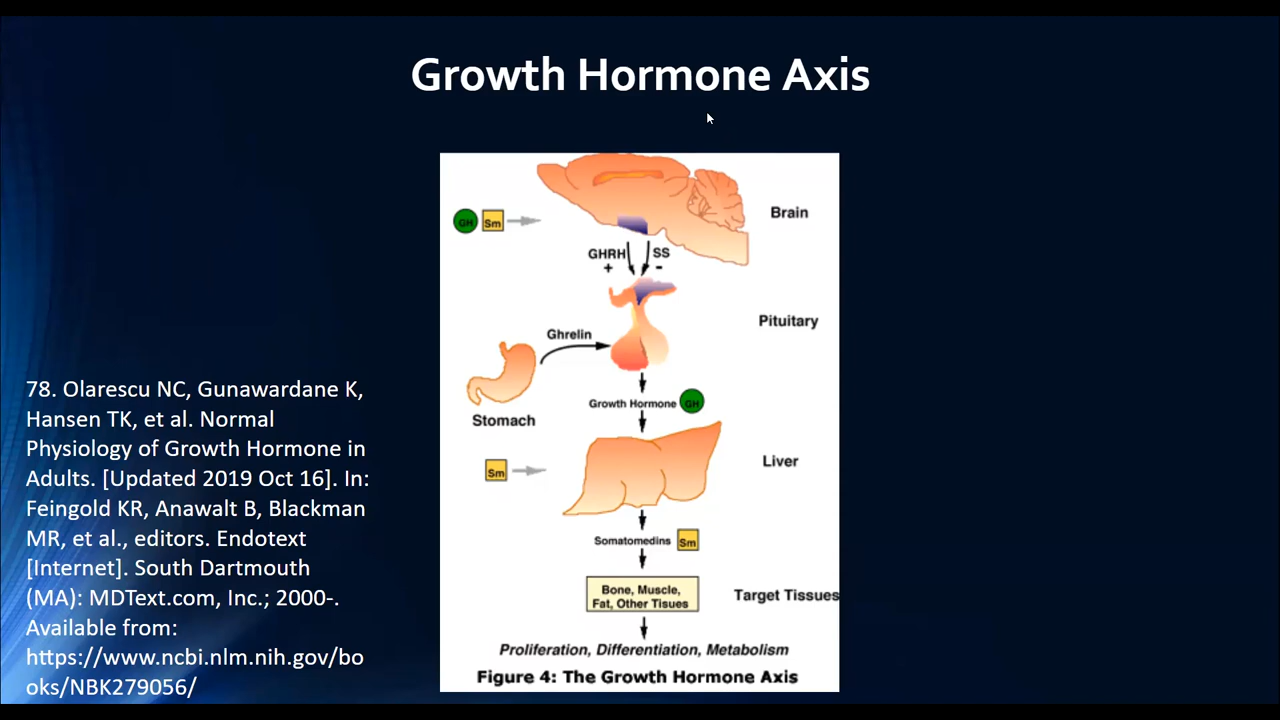 Growth Hormone Axis
GH Sm
Brain
GHRH SS
+ -
Pituitary
Ghrelin
Growth Hormone GH
Stomach
Liver
Sm
Somatomedins Sm
Bone, Muscle,
Fat, Other Tisues
Target Tissues
Proliferation, Differentiation, Metabolism
Figure 4: The Growth Hormone Axis
78. Olarescu NC, Gunawardane K,
Hansen TK, et al. Normal
Physiology of Growth Hormone in
Adults. [Updated 2019 Oct 16]. In:
Feingold KR, Anawalt B, Blackman
MR, et al., editors. Endotext
[Internet]. South Dartmouth
(MA): MDText.com, Inc.; 2000-.
Available from:
https://www.ncbi.nlm.nih.gov/bo
oks/NBK279056/